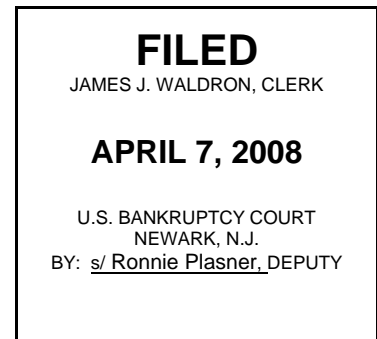 FILED
JAMES J. WALDRON, CLERK
APRIL 7, 2008
U.S. BANKRUPTCY COURT
NEWARK, N.J.
BY: s/ Ronnie Plasner, DEPUTY